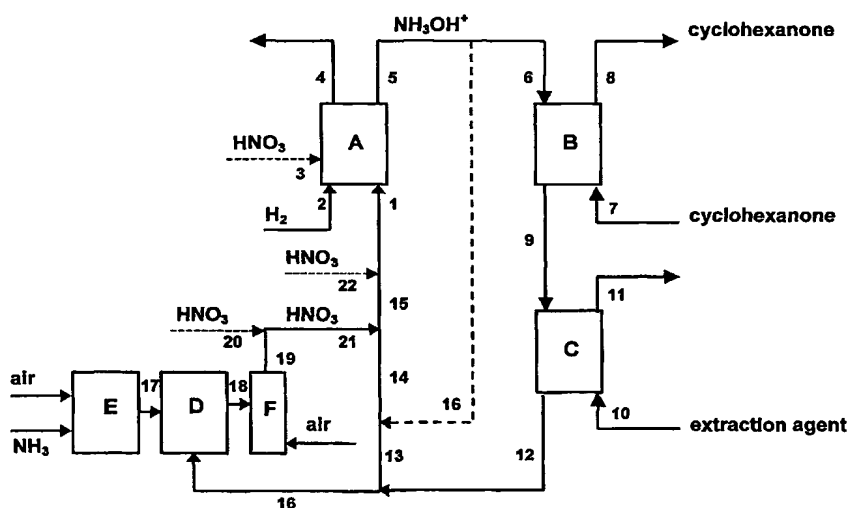 NH₃OH⁺
cyclohexanone
4
5
6
8
HNO₃
3
A
B
H₂
2
1
7
cyclohexanone
9
HNO₃
22
15
11
HNO₃
20
HNO₃
21
C
19
14
air
17
18
E
D
F
16
10
extraction agent
NH₃
air
13
12
16